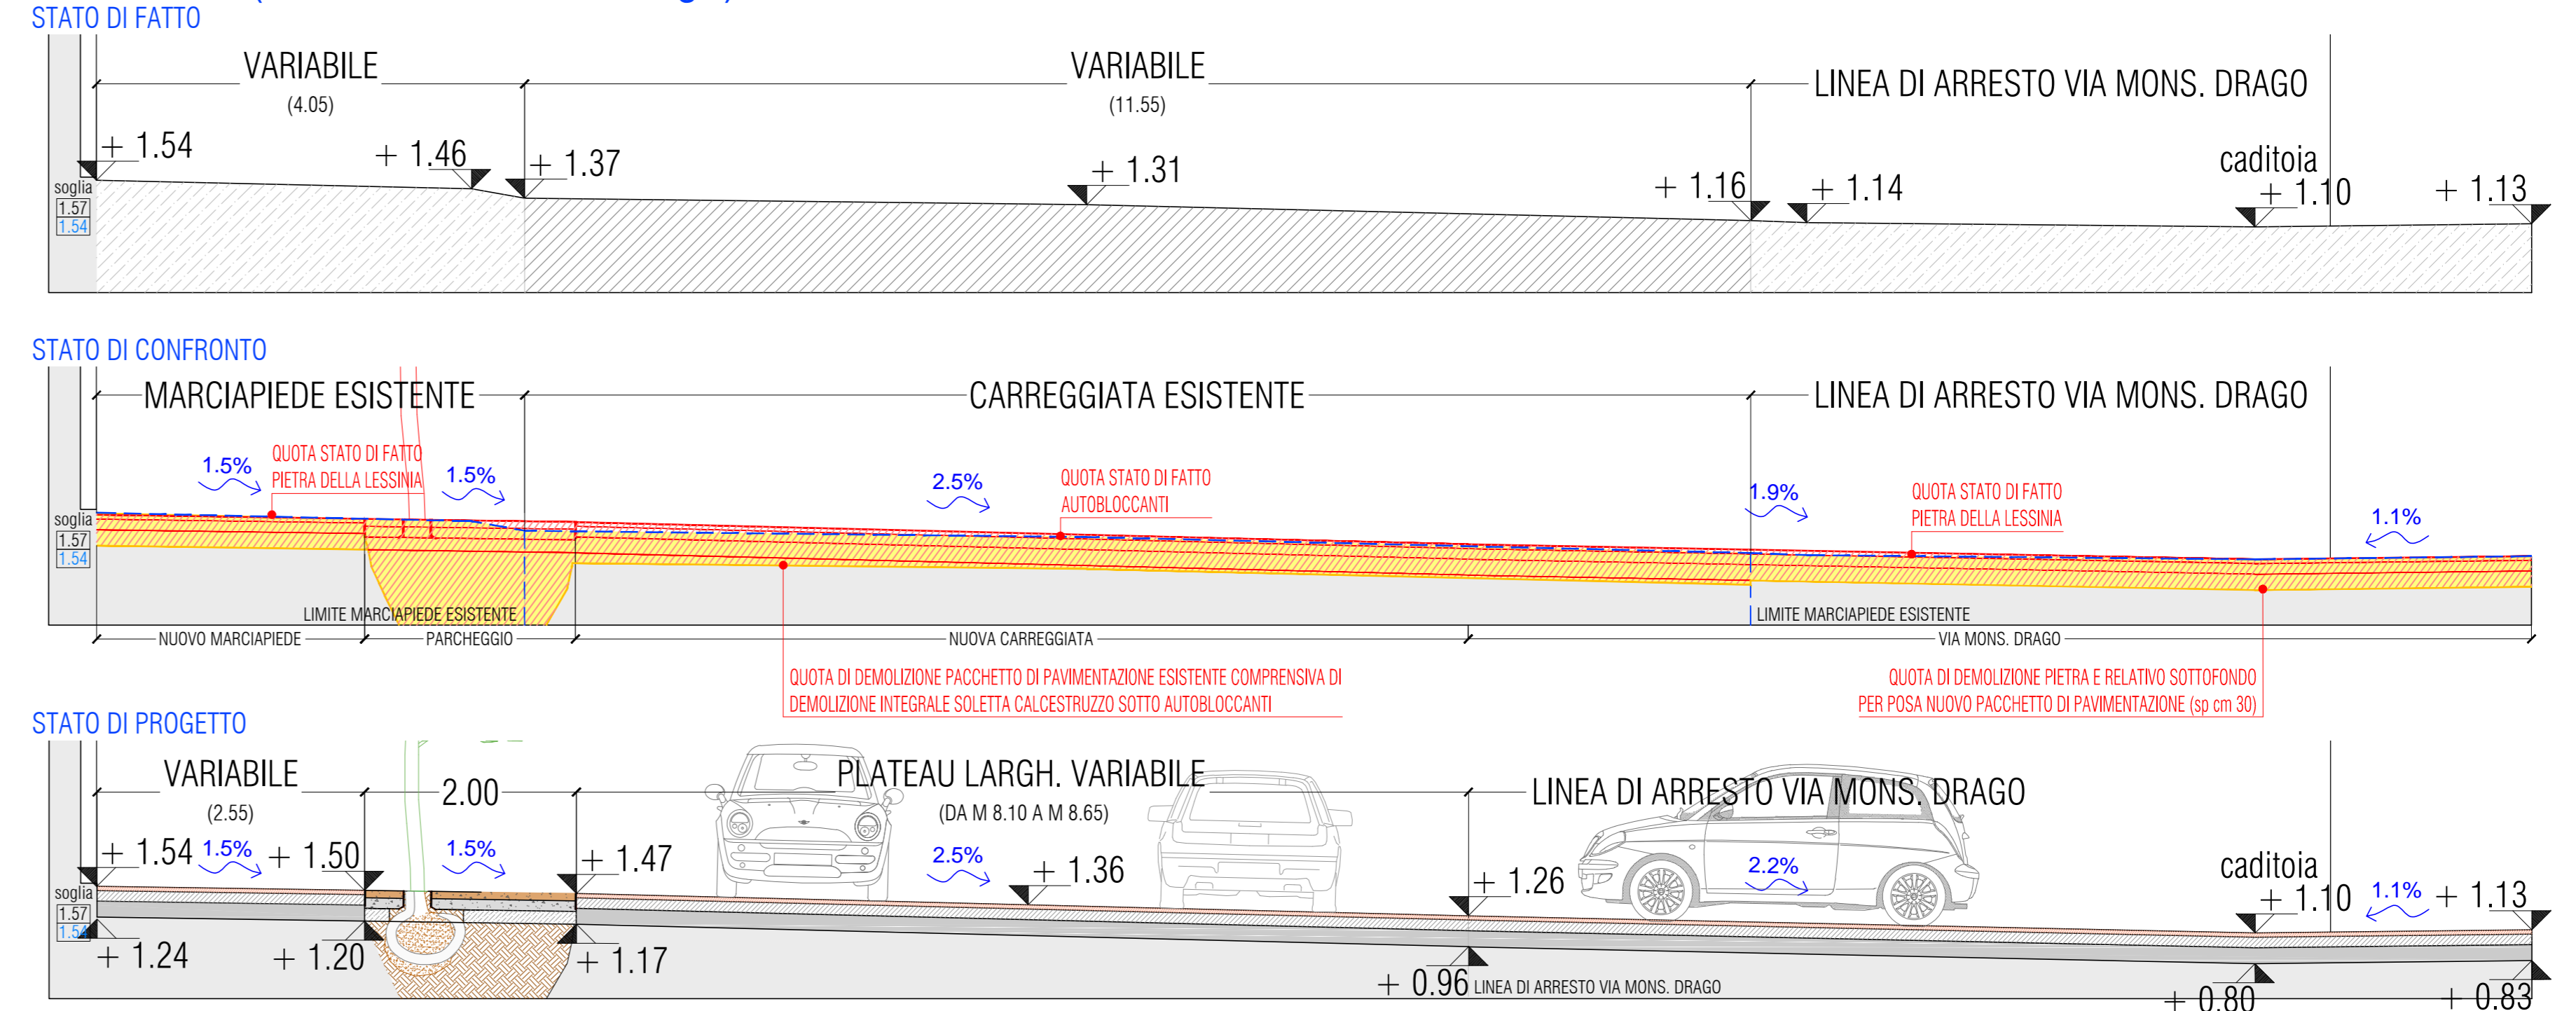 STATO DI FATTO
VARIABILE
(4.05)
VARIABILE
(11.55)
LINEA DI ARRESTO VIA MONS. DRAGO
+ 1.54
+ 1.46
+ 1.37
+ 1.31
+ 1.16
+ 1.14
caditoia
+ 1.10
+ 1.13
soglia
1.57
1.54
STATO DI CONFRONTO
MARCIAPIEDE ESISTENTE
CARREGGIATA ESISTENTE
LINEA DI ARRESTO VIA MONS. DRAGO
1.5%
QUOTA STATO DI FATTO
PIETRA DELLA LESSINIA
1.5%
2.5%
QUOTA STATO DI FATTO
AUTOBLOCCANTI
1.9%
QUOTA STATO DI FATTO
PIETRA DELLA LESSINIA
1.1%
soglia
1.57
1.54
LIMITE MARCIAPIEDE ESISTENTE
LIMITE MARCIAPIEDE ESISTENTE
NUOVO MARCIAPIEDE
PARCHEGGIO
NUOVA CARREGGIATA
VIA MONS. DRAGO
QUOTA DI DEMOLIZIONE PACCHETTO DI PAVIMENTAZIONE ESISTENTE COMPRENSIVA DI
DEMOLIZIONE INTEGRALE SOLETTA CALCESTRUZZO SOTTO AUTOBLOCCANTI
QUOTA DI DEMOLIZIONE PIETRA E RELATIVO SOTTOFONDO
PER POSA NUOVO PACCHETTO DI PAVIMENTAZIONE (sp cm 30)
STATO DI PROGETTO
VARIABILE
(2.55)
2.00
PLATEAU LARGH. VARIABILE
(DA M 8.10 A M 8.65)
LINEA DI ARRESTO VIA MONS. DRAGO
+ 1.54
1.5%
+ 1.50
1.5%
+ 1.47
2.5%
+ 1.36
+ 1.26
2.2%
caditoia
+ 1.10
1.1%
+ 1.13
soglia
1.57
1.54
+ 1.24
+ 1.20
+ 1.17
+ 0.96
LINEA DI ARRESTO VIA MONS. DRAGO
+ 0.80
+ 0.83